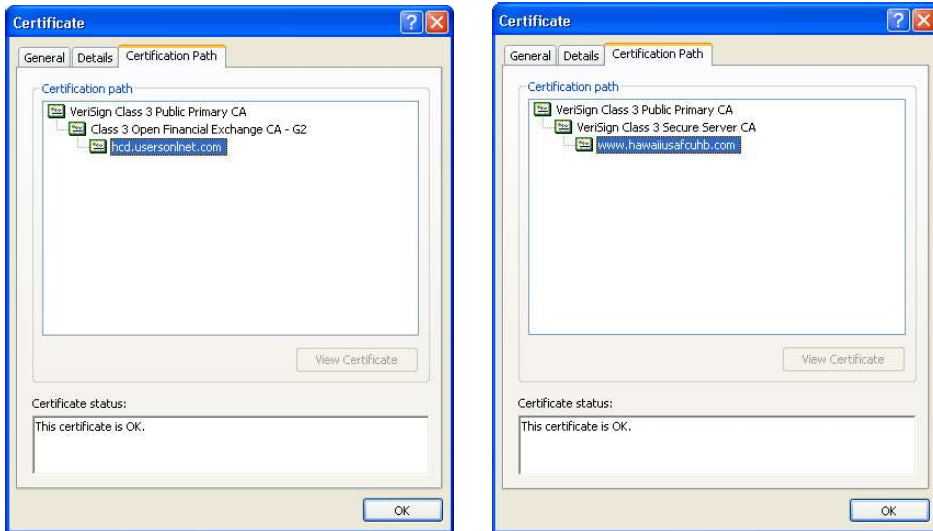 Certificate
General Details Certification Path
Certification path
VeriSign Class 3 Public Primary CA
Class 3 Open Financial Exchange CA - G2
hcd.usersonlnet.com
View Certificate
Certificate status:
This certificate is OK.
OK
Certificate
General Details Certification Path
Certification path
VeriSign Class 3 Public Primary CA
VeriSign Class 3 Secure Server CA
www.hawaiiusafcuhb.com
View Certificate
Certificate status:
This certificate is OK.
OK